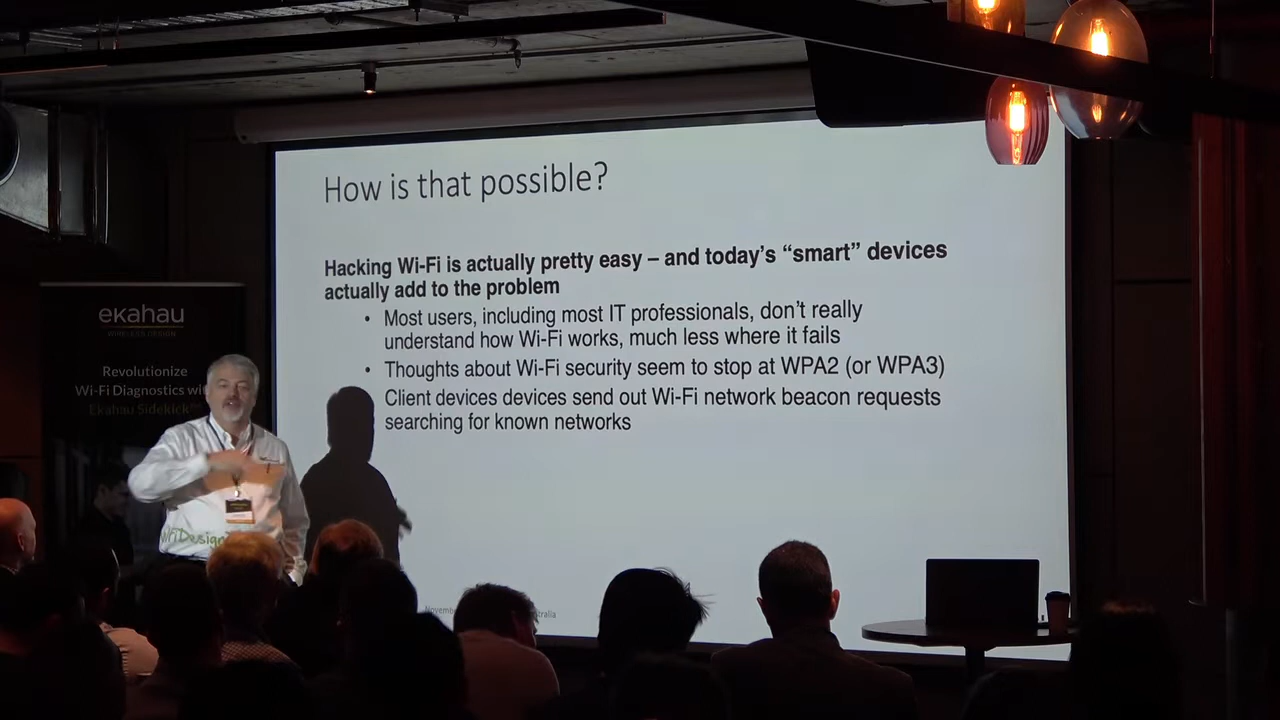 How is that possible?
Hacking Wi-Fi is actually pretty easy – and today's “smart” devices
actually add to the problem
• Most users, including most IT professionals, don't really
understand how Wi-Fi works, much less where it fails
• Thoughts about Wi-Fi security seem to stop at WPA2 (or WPA3)
Client devices devices send out Wi-Fi network beacon requests
searching for known networks
ekahau
WIRELESS DESIGN
Revolutionize
Wi-Fi Diagnostics with
Ekahau Sidekick